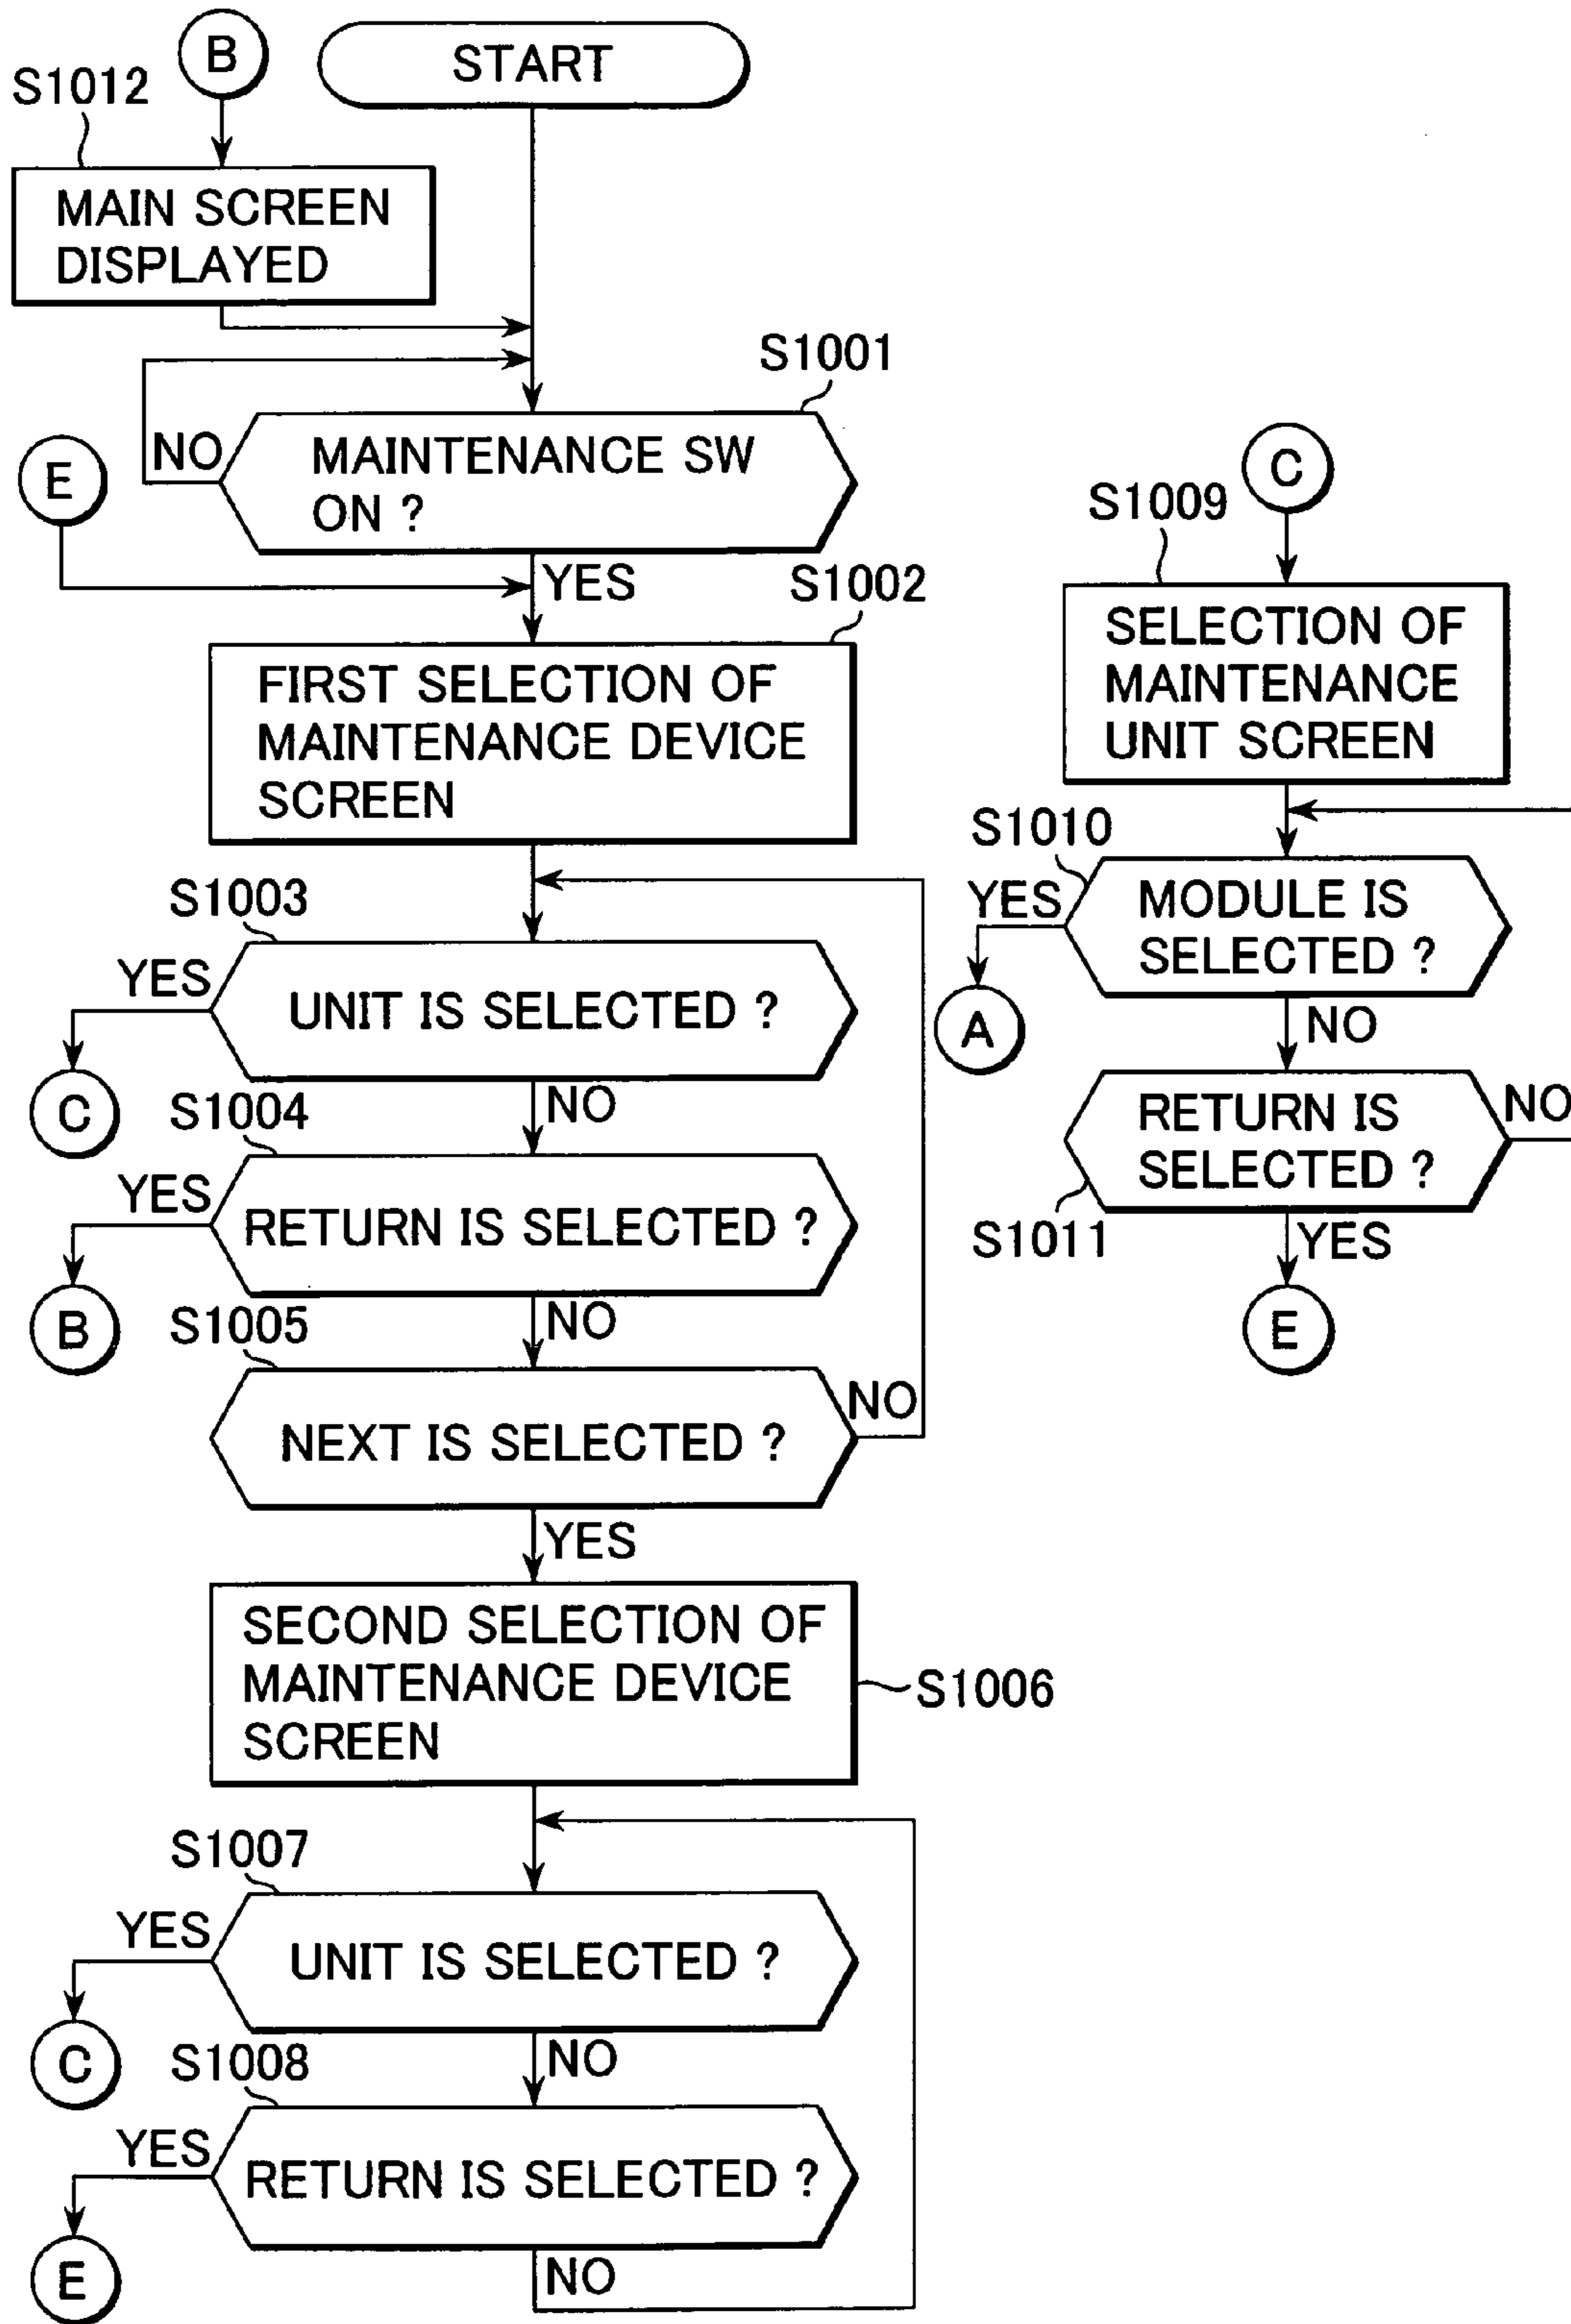 B
START
S1012
MAIN SCREEN
DISPLAYED
S1001
NO
MAINTENANCE SW
ON ?
E
YES
S1002
FIRST SELECTION OF
MAINTENANCE DEVICE
SCREEN
S1003
YES
UNIT IS SELECTED ?
C
NO
S1004
YES
RETURN IS SELECTED ?
B
NO
S1005
NEXT IS SELECTED ?
NO
YES
SECOND SELECTION OF
MAINTENANCE DEVICE
SCREEN
S1006
S1007
YES
UNIT IS SELECTED ?
C
NO
S1008
YES
RETURN IS SELECTED ?
E
NO
C
S1009
SELECTION OF
MAINTENANCE
UNIT SCREEN
S1010
YES
MODULE IS
SELECTED ?
A
NO
RETURN IS
SELECTED ?
NO
S1011
YES
E